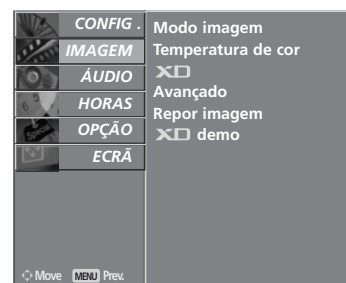 CONFIG .
IMAGEM
ÁUDIO
HORAS
OPÇÃO
ECRÃ
Modo imagem
Temperatura de cor
XD
Avançado
Repor imagem
XD demo
Move MENU Prev.